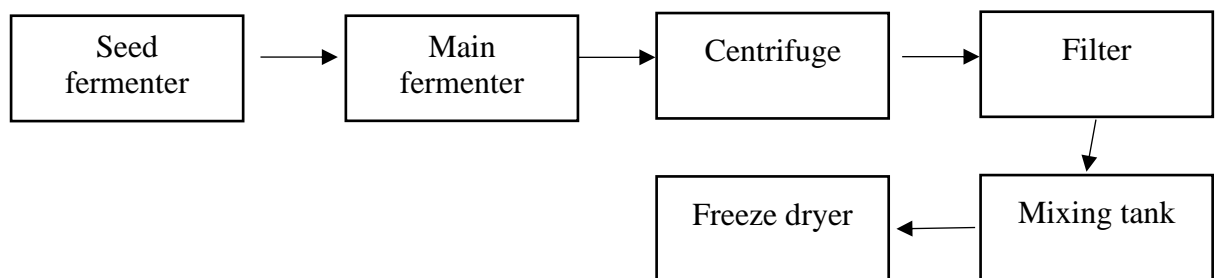 Seed
fermenter
Main
fermenter
Centrifuge
Filter
Freeze dryer
Mixing tank